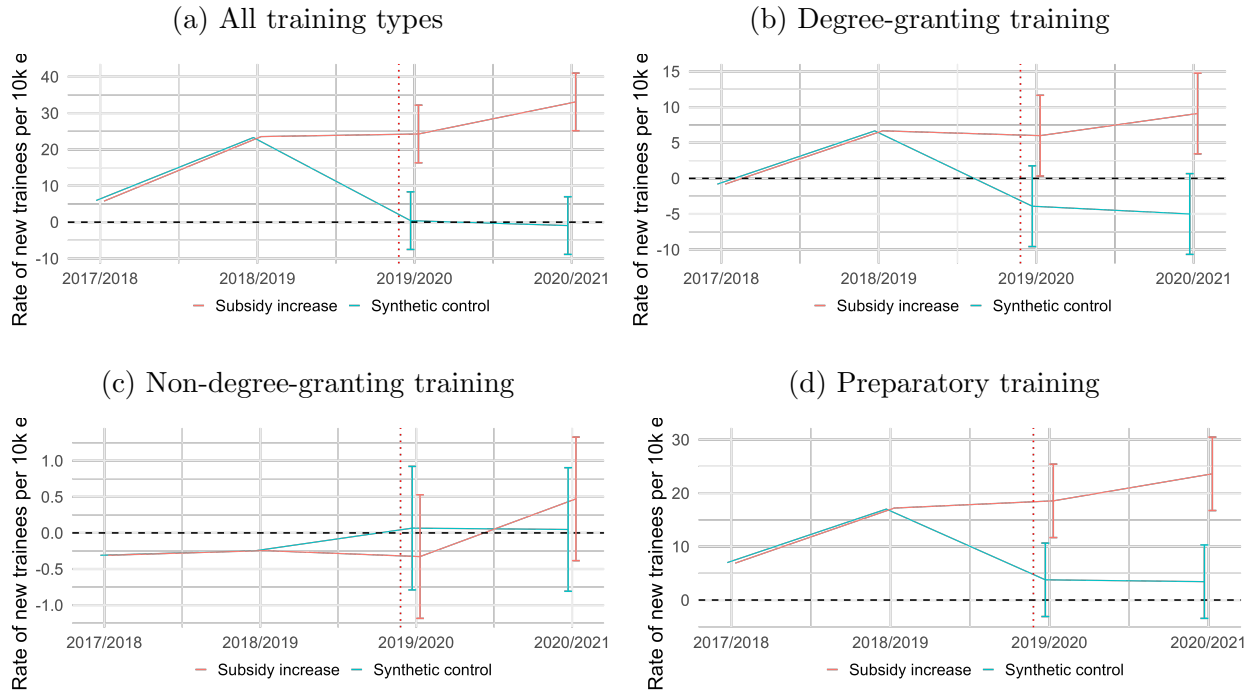 (a) All training types
Rate of new trainees per 10k e
40
30
20
10
0
-10
2017/2018 2018/2019 2019/2020 2020/2021
Subsidy increase Synthetic control
(b) Degree-granting training
Rate of new trainees per 10k e
15
10
5
0
-5
-10
2017/2018 2018/2019 2019/2020 2020/2021
Subsidy increase Synthetic control
(c) Non-degree-granting training
Rate of new trainees per 10k e
1.0
0.5
0.0
-0.5
-1.0
2017/2018 2018/2019 2019/2020 2020/2021
Subsidy increase Synthetic control
(d) Preparatory training
Rate of new trainees per 10k e
30
20
10
0
2017/2018 2018/2019 2019/2020 2020/2021
Subsidy increase Synthetic control